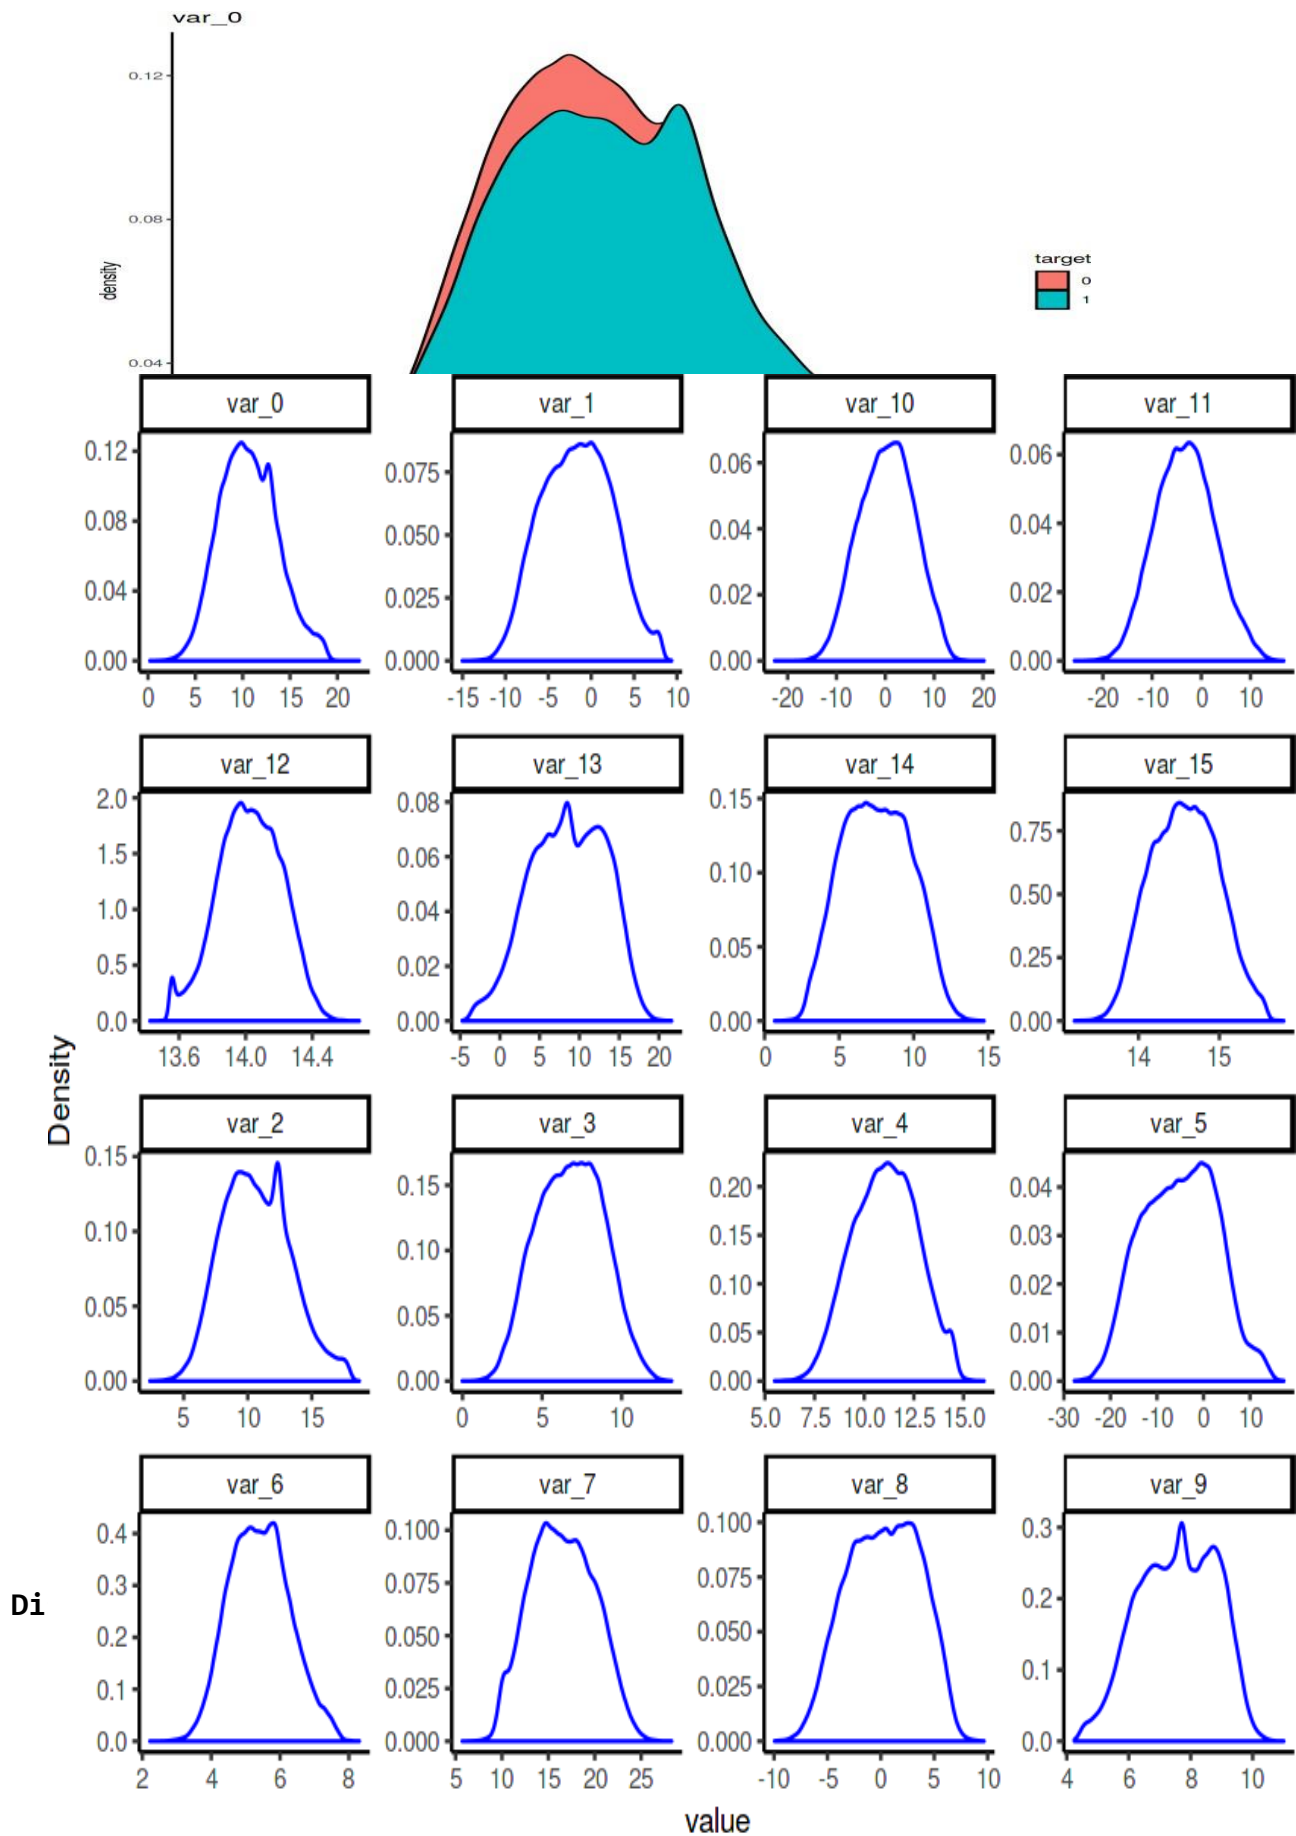 var_0
0.12
0.08
0.04
density
target
0
1
var_0 var_1 var_10 var_11
0.12 0.075 0.06 0.06
0.08 0.050 0.04 0.04
0.04 0.025 0.02 0.02
0.00 0.000 0.00 0.00
0 5 10 15 20 -15 -10 -5 0 5 10 -20 -10 0 10 20 -20 -10 0 10
var_12 var_13 var_14 var_15
2.0 0.08 0.15
1.5 0.06 0.10 0.75
1.0 0.04 0.50
0.5 0.02 0.05 0.25
0.0 0.00 0.00 0.00
13.6 14.0 14.4 -5 0 5 10 15 20 0 5 10 15 14 15
Density
var_2 var_3 var_4 var_5
0.15 0.15 0.20 0.04
0.10 0.10 0.15 0.03
0.05 0.05 0.10 0.02
0.05 0.01
0.00 0.00 0.00 0.00
5 10 15 0 5 10 5.0 7.5 10.0 12.5 15.0 -30 -20 -10 0 10
var_6 var_7 var_8 var_9
0.4 0.100 0.100 0.3
0.3 0.075 0.075 0.2
0.2 0.050 0.050
0.1 0.025 0.025 0.1
0.0 0.000 0.000 0.0
Di
2 4 6 8 5 10 15 20 25 -10 -5 0 5 10 4 6 8 10
value